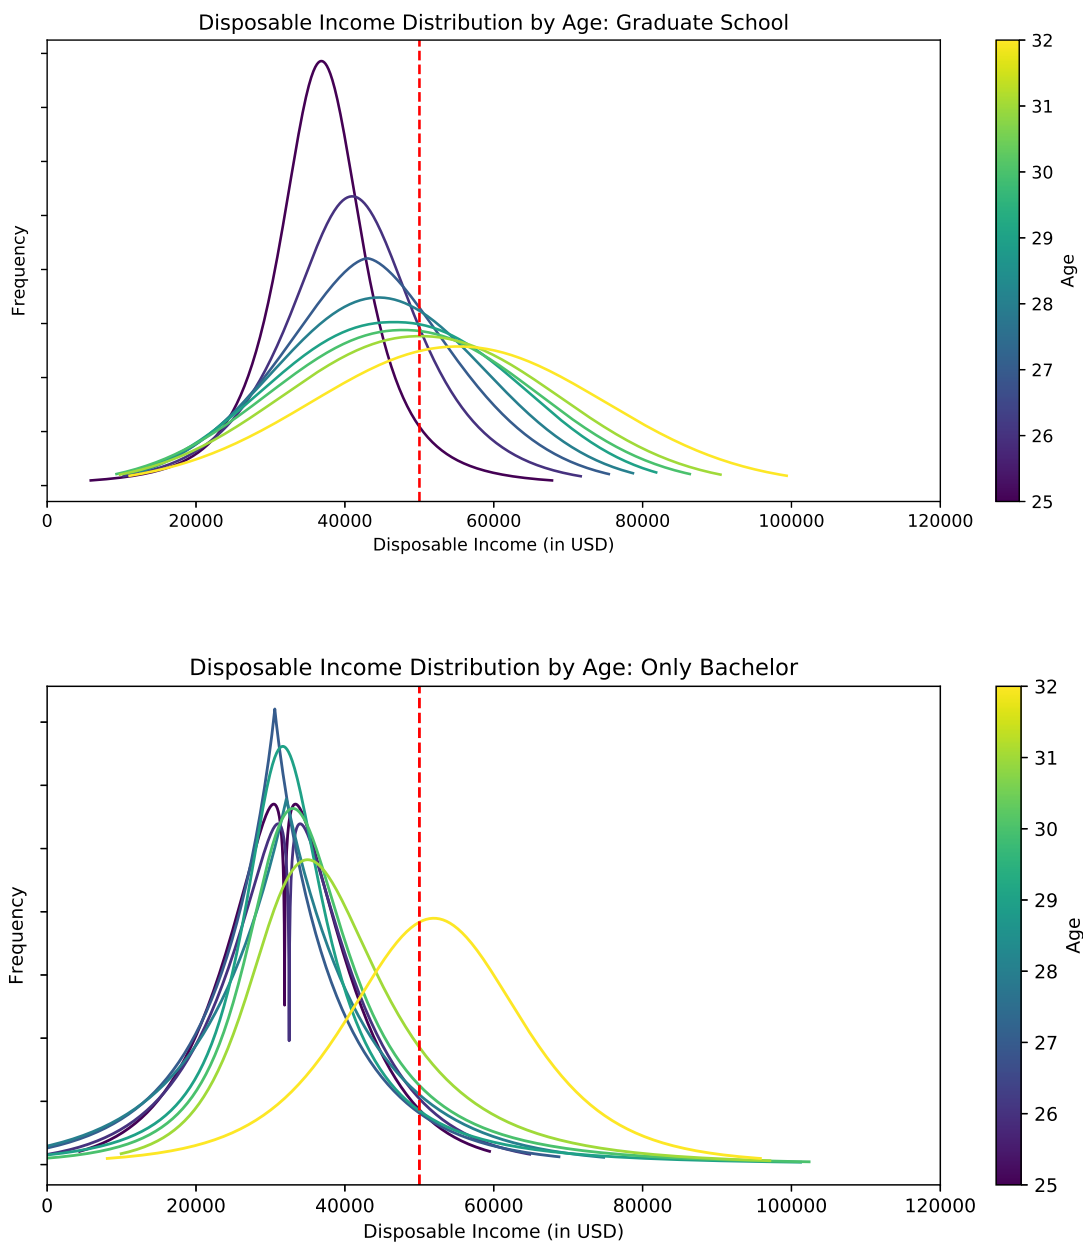 Disposable Income Distribution by Age: Graduate School
Frequency
0 20000 40000 60000 80000 100000 120000
Disposable Income (in USD)
32
31
30
29
28
27
26
25
Age
Disposable Income Distribution by Age: Only Bachelor
Frequency
0 20000 40000 60000 80000 100000 120000
Disposable Income (in USD)
32
31
30
29
28
27
26
25
Age